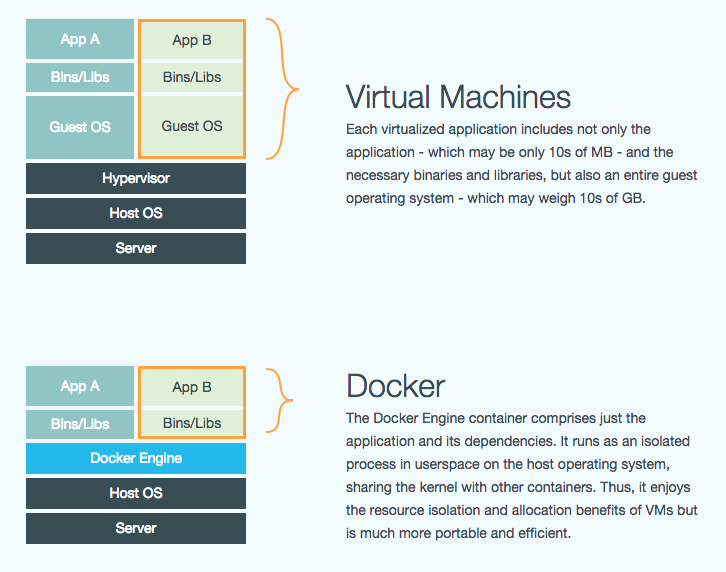 App A
App B
Bins/Libs
Bins/Libs
Guest OS
Guest OS
Hypervisor
Host OS
Server
Virtual Machines
Each virtualized application includes not only the
application - which may be only 10s of MB - and the
necessary binaries and libraries, but also an entire guest
operating system - which may weigh 10s of GB.
App A
App B
Bins/Libs
Bins/Libs
Docker Engine
Host OS
Server
Docker
The Docker Engine container comprises just the
application and its dependencies. It runs as an isolated
process in userspace on the host operating system,
sharing the kernel with other containers. Thus, it enjoys
the resource isolation and allocation benefits of VMs but
is much more portable and efficient.